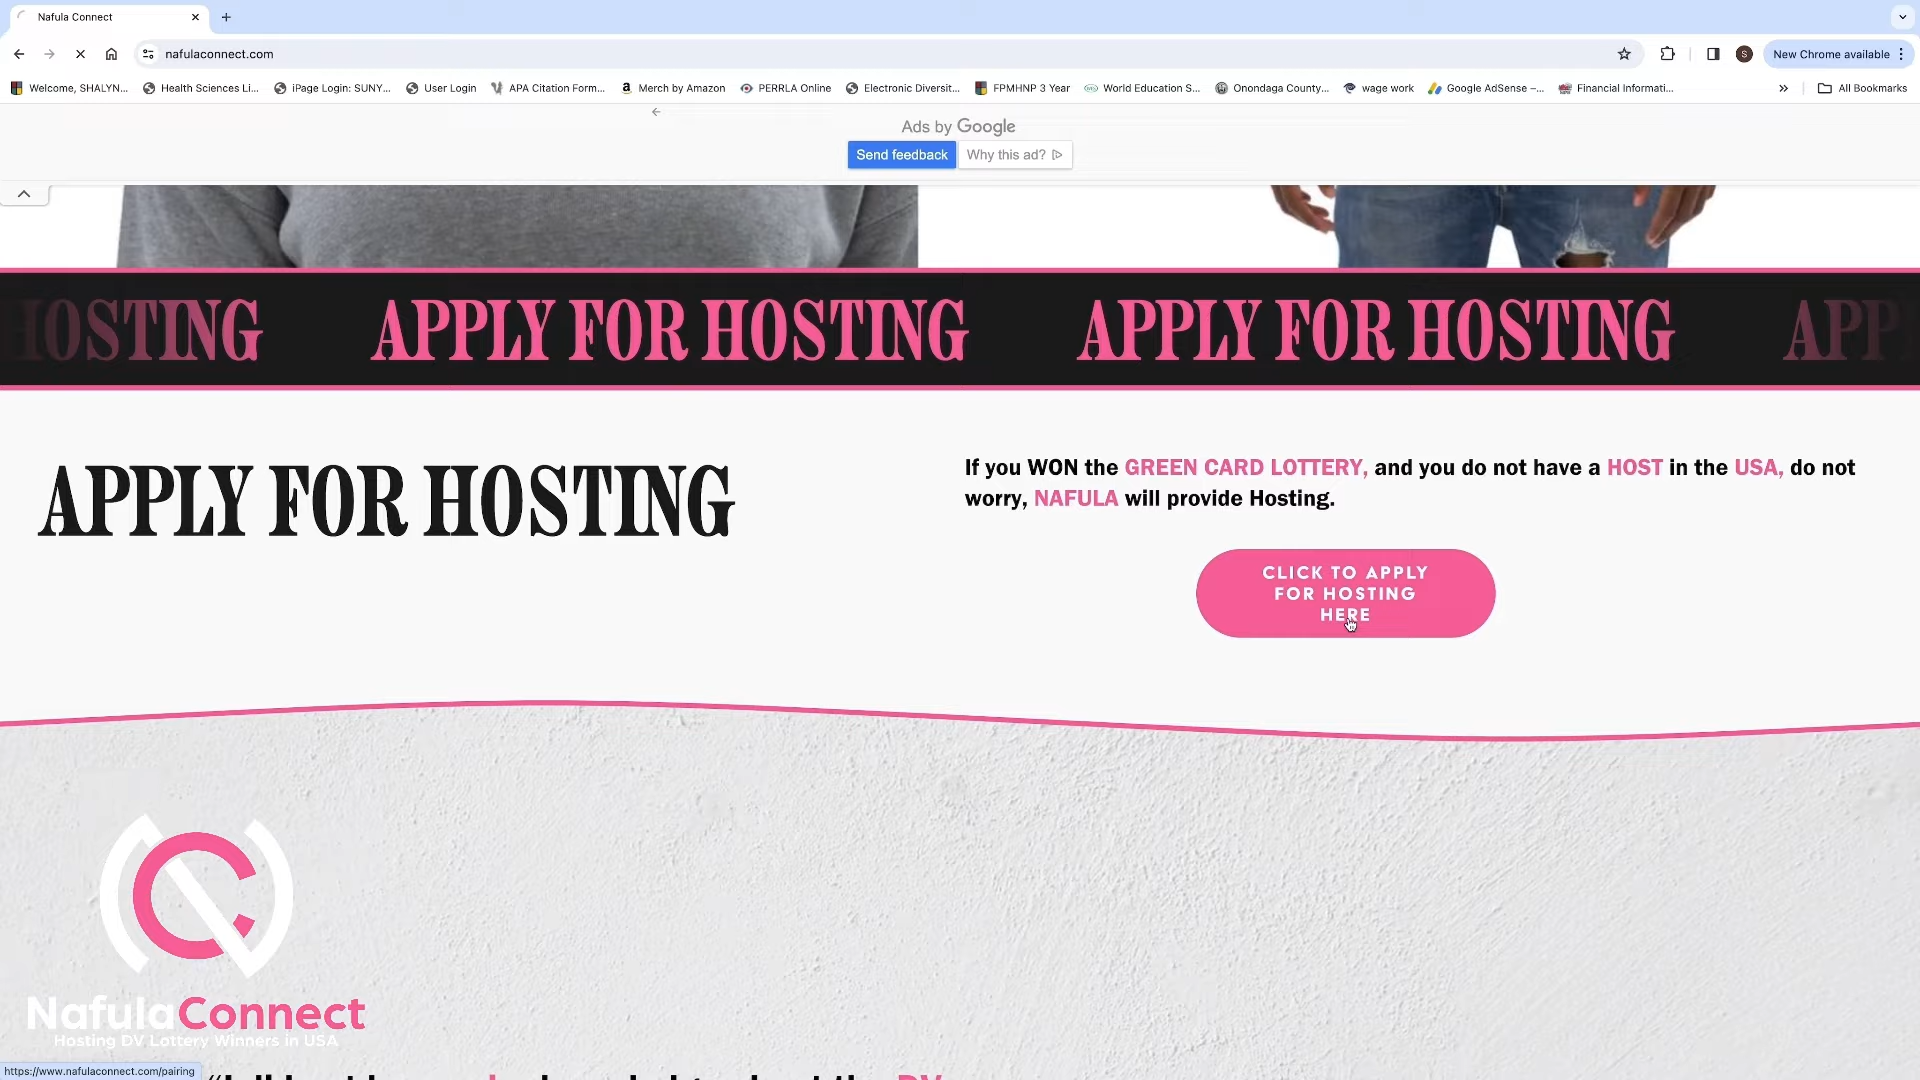 Nafula Connect
nafulaconnect.com
New Chrome available
Welcome, SHALYN...
Health Sciences Li...
iPage Login: SUNY...
User Login
APA Citation Form...
Merch by Amazon
PERRLA Online
Electronic Diversit...
FPMHNP 3 Year
World Education S...
Onondaga County...
wage work
Google AdSense –...
Financial Informati...
All Bookmarks
Ads by Google
Send feedback
Why this ad?
HOSTING APPLY FOR HOSTING APPLY FOR HOSTING APP
APPLY FOR HOSTING
If you WON the GREEN CARD LOTTERY, and you do not have a HOST in the USA, do not
worry, NAFULA will provide Hosting.
CLICK TO APPLY
FOR HOSTING
HERE
NafulaConnect
Hosting DV Lottery Winners in USA
https://www.nafulaconnect.com/pairing